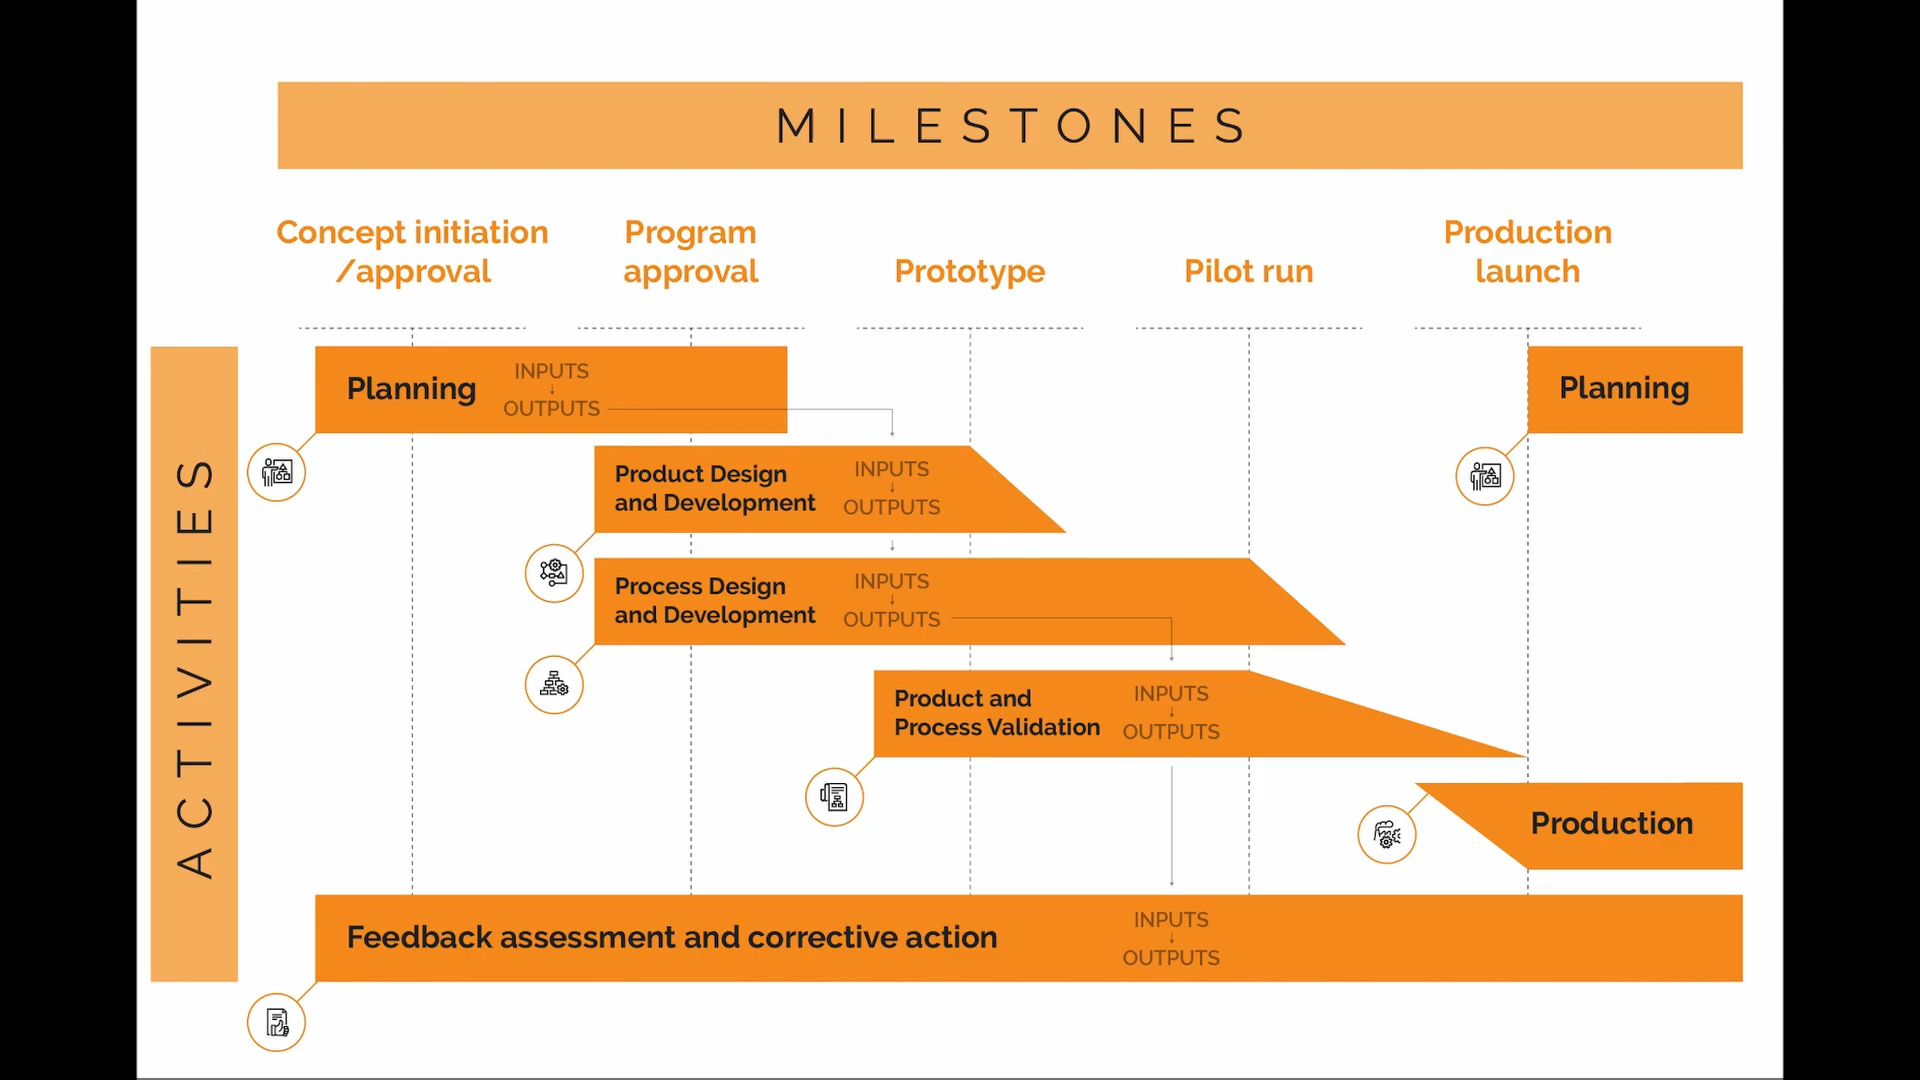 MILESTONES
Concept initiation
/approval
Program
approval
Prototype
Pilot run
Production
launch
ACTIVITIES
Planning
INPUTS
OUTPUTS
Planning
Product Design
and Development
INPUTS
OUTPUTS
Process Design
and Development
INPUTS
OUTPUTS
Product and
Process Validation
INPUTS
OUTPUTS
Production
Feedback assessment and corrective action
INPUTS
OUTPUTS